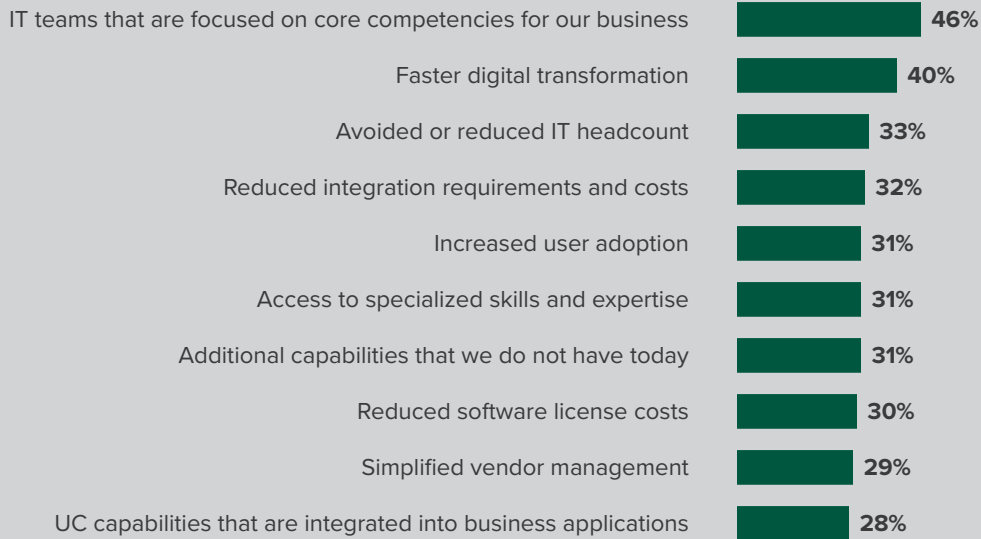 IT teams that are focused on core competencies for our business 46%
Faster digital transformation 40%
Avoided or reduced IT headcount 33%
Reduced integration requirements and costs 32%
Increased user adoption 31%
Access to specialized skills and expertise 31%
Additional capabilities that we do not have today 31%
Reduced software license costs 30%
Simplified vendor management 29%
UC capabilities that are integrated into business applications 28%